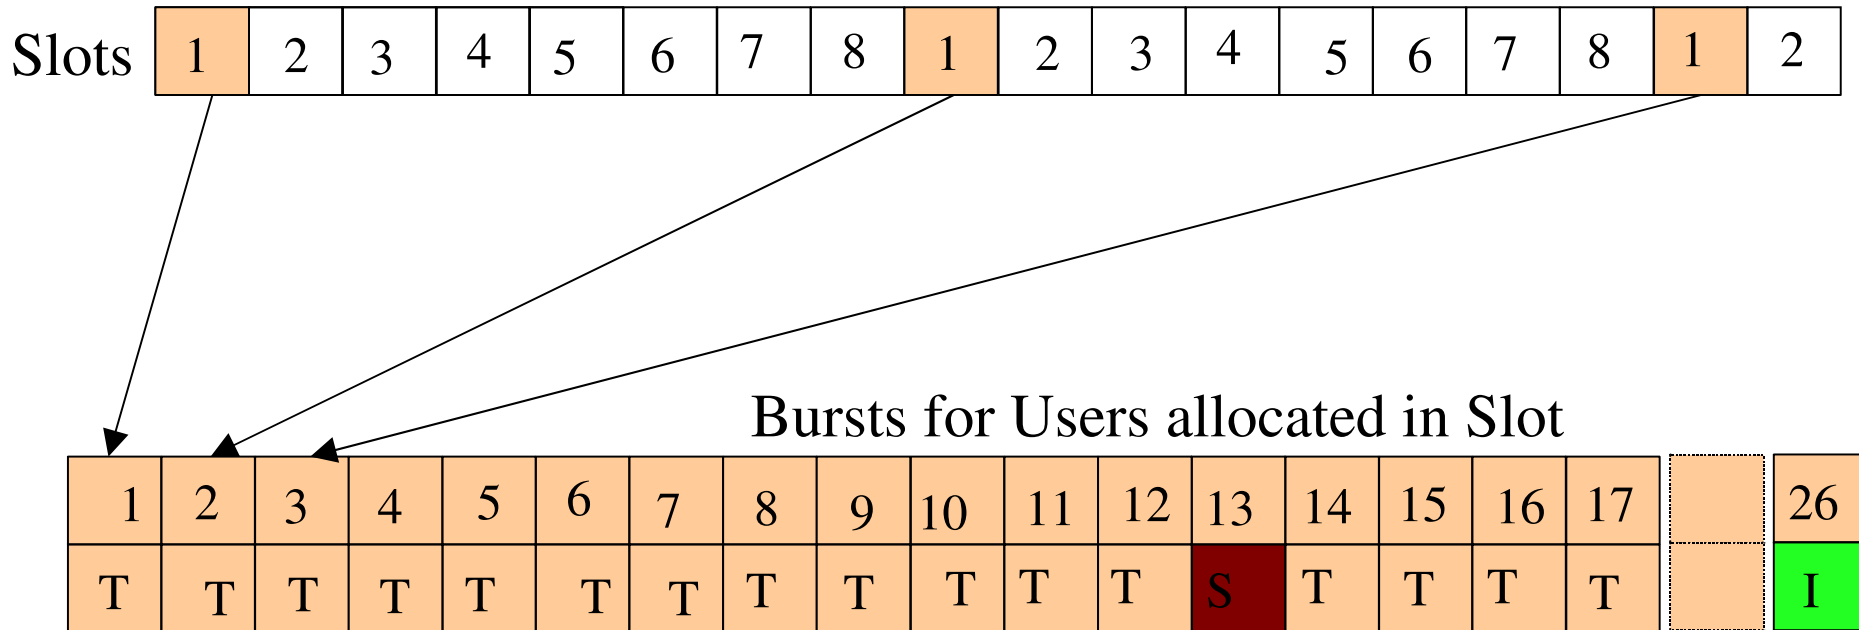 Slots 1 2 3 4 5 6 7 8 1 2 3 4 5 6 7 8 1 2
Bursts for Users allocated in Slot
1 2 3 4 5 6 7 8 9 10 11 12 13 14 15 16 17 26
T T T T T T T T T T T T S T T T T I